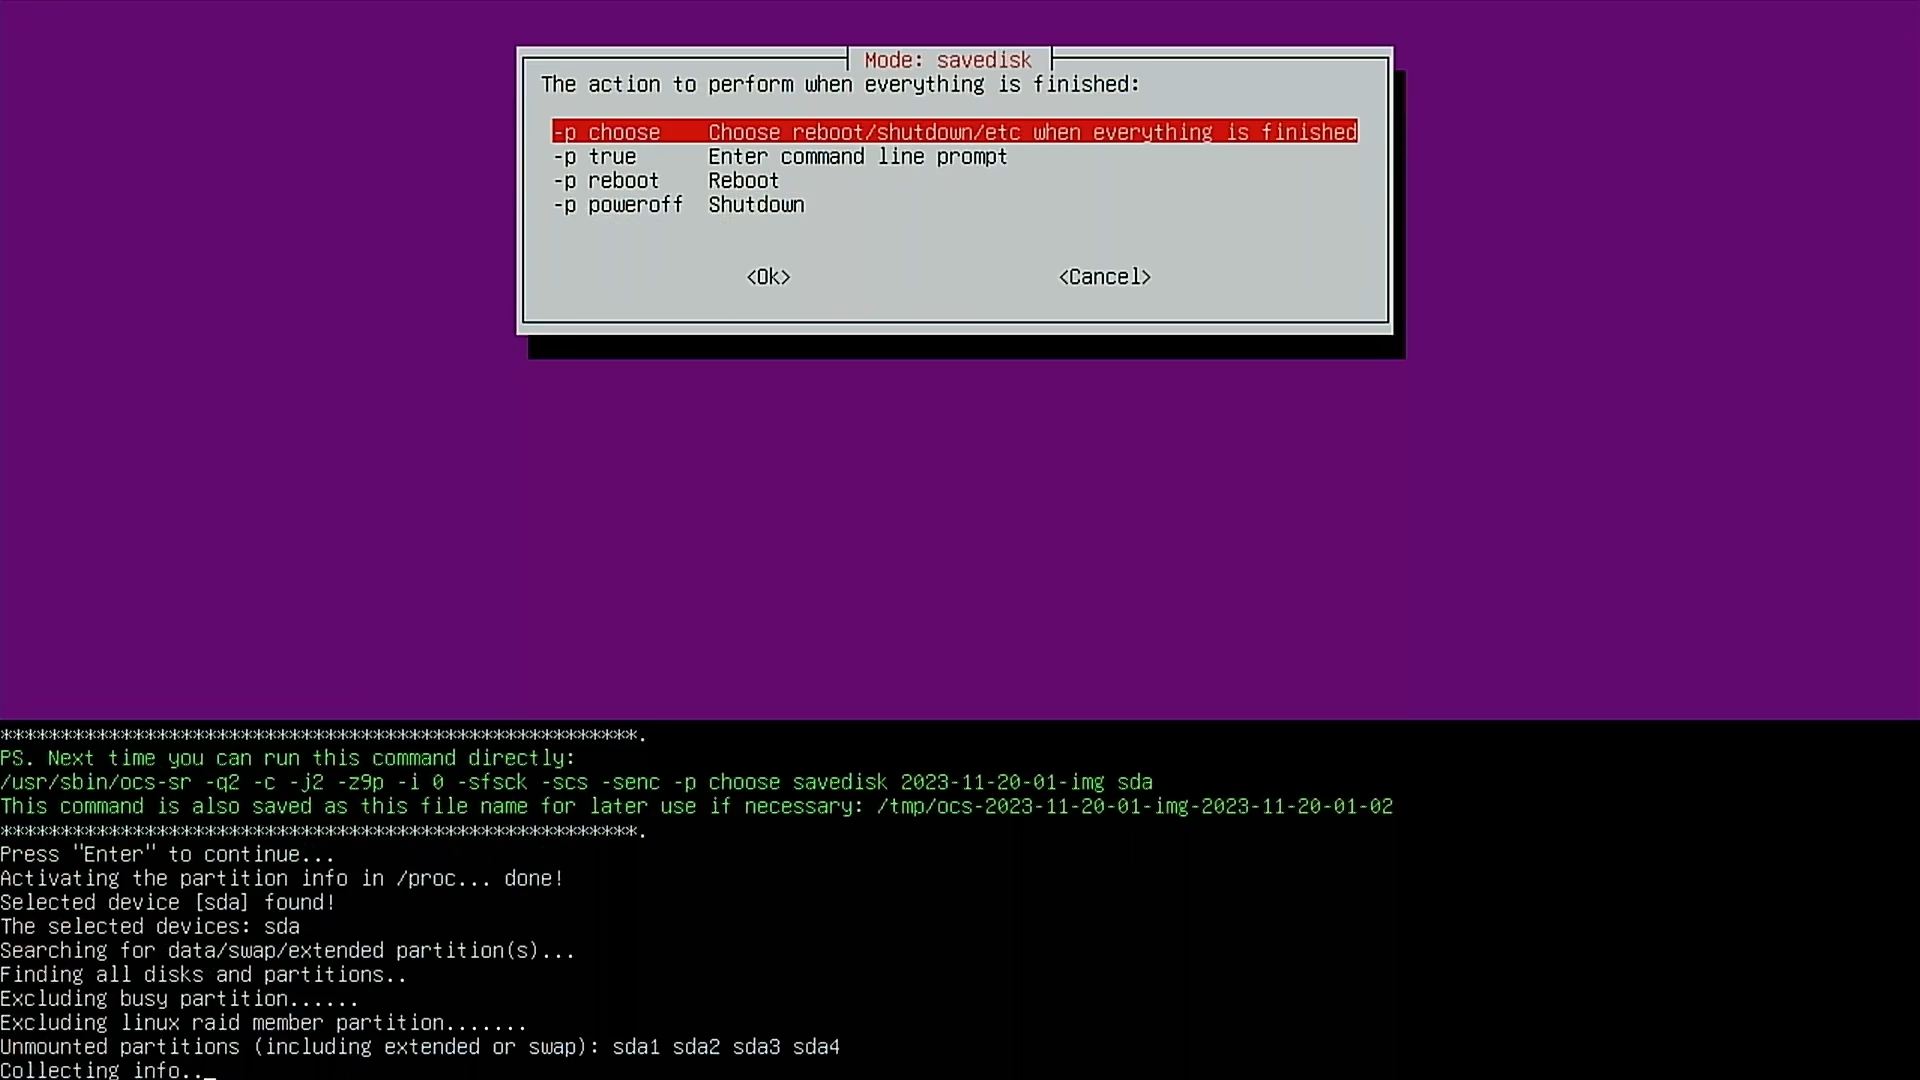 Mode: savedisk
The action to perform when everything is finished:
-p choose Choose reboot/shutdown/etc when everything is finished
-p true Enter command line prompt
-p reboot Reboot
-p poweroff Shutdown
<Ok> <Cancel>
*****************************************************.
PS. Next time you can run this command directly:
/usr/sbin/ocs-sr -q2 -c -j2 -z9p -i 0 -sfsck -scs -senc -p choose savedisk 2023-11-20-01-img sda
This command is also saved as this file name for later use if necessary: /tmp/ocs-2023-11-20-01-img-2023-11-20-01-02
*****************************************************.
Press "Enter" to continue...
Activating the partition info in /proc... done!
Selected device [sda] found!
The selected devices: sda
Searching for data/swap/extended partition(s)...
Finding all disks and partitions..
Excluding busy partition......
Excluding linux raid member partition.......
Unmounted partitions (including extended or swap): sda1 sda2 sda3 sda4
Collecting info.._